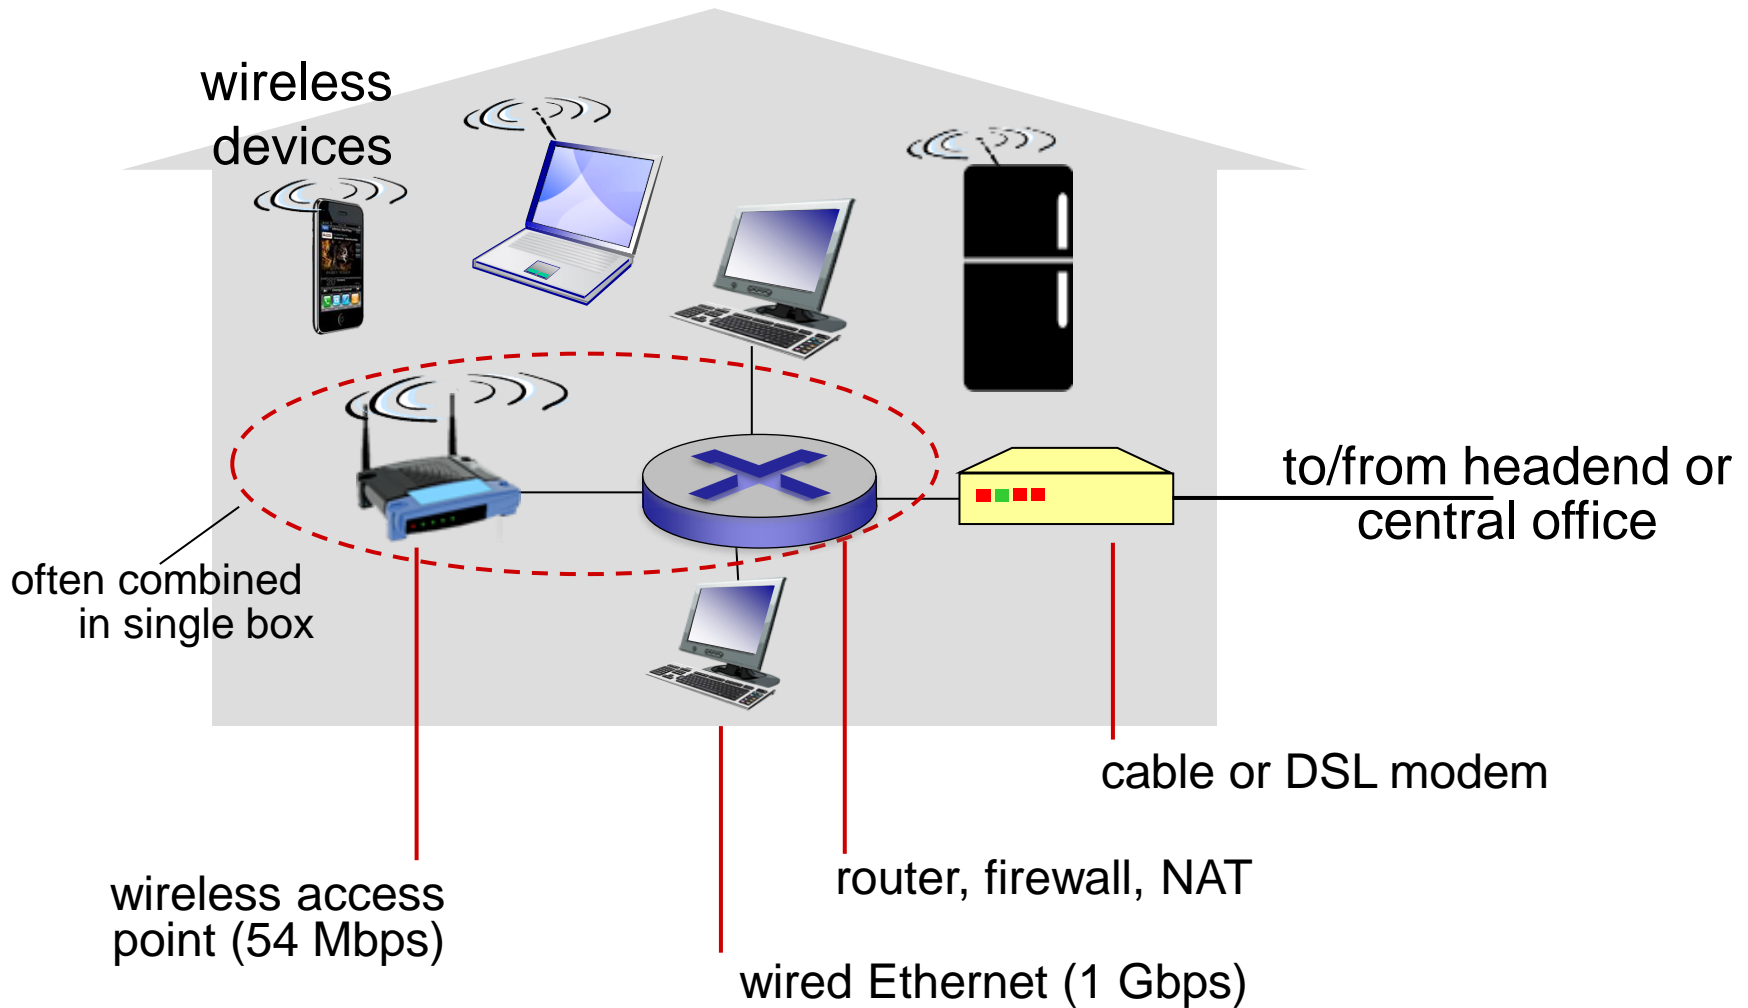 wireless
devices
to/from headend or
central office
often combined
in single box
cable or DSL modem
router, firewall, NAT
wireless access
point (54 Mbps)
wired Ethernet (1 Gbps)